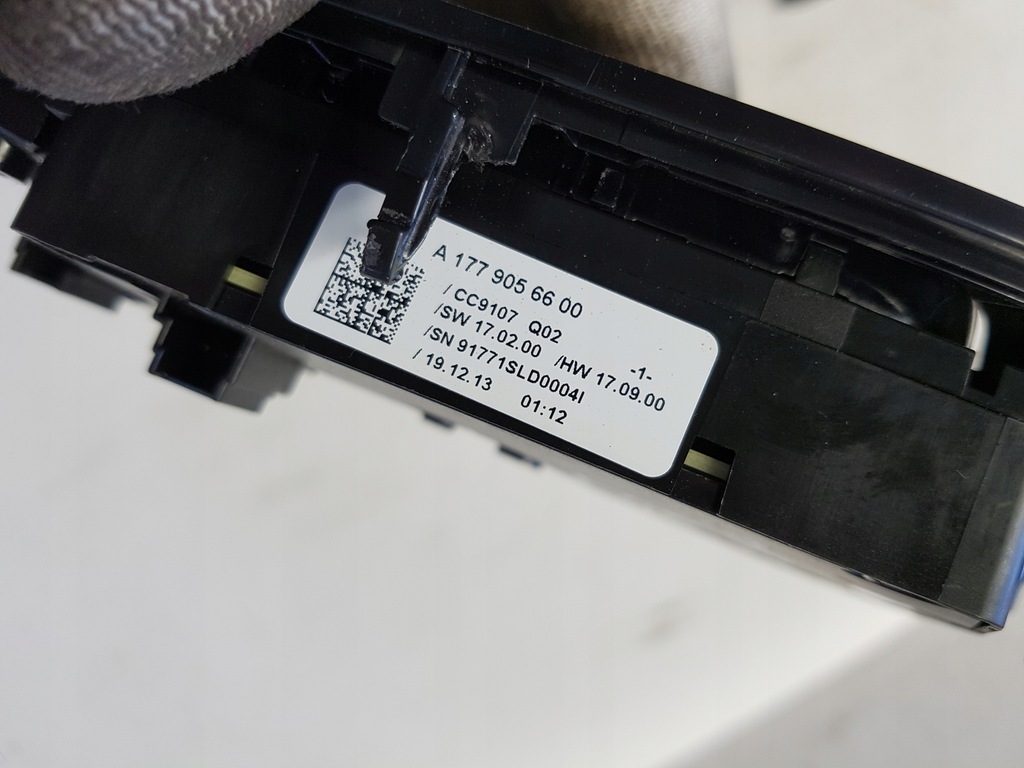 A 177 905 66 00
/ CC9107 Q02 -1-
/SW 17.02.00 /HW 17.09.00
/SN 91771SLD0004I
/ 19.12.13 01:12